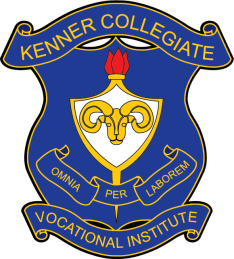 KENNER COLLEGIATE
OMNIA PER LABOREM
VOCATIONAL INSTITUTE